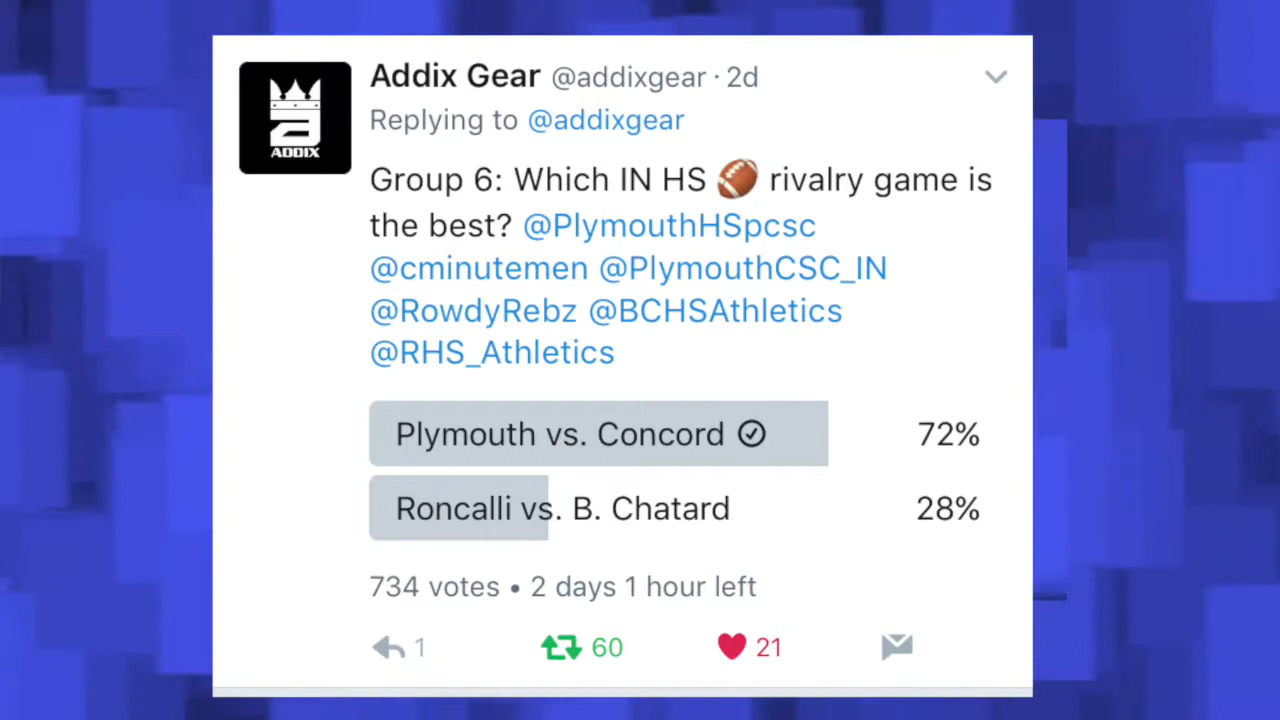 Addix Gear @addixgear · 2d
Replying to @addixgear
Group 6: Which IN HS 🏈 rivalry game is
the best? @PlymouthHSpcsc
@cminutemen @PlymouthCSC_IN
@RowdyRebz @BCHSAthletics
@RHS_Athletics
Plymouth vs. Concord 72%
Roncalli vs. B. Chatard 28%
734 votes • 2 days 1 hour left
1 60 21
a
ADDIX